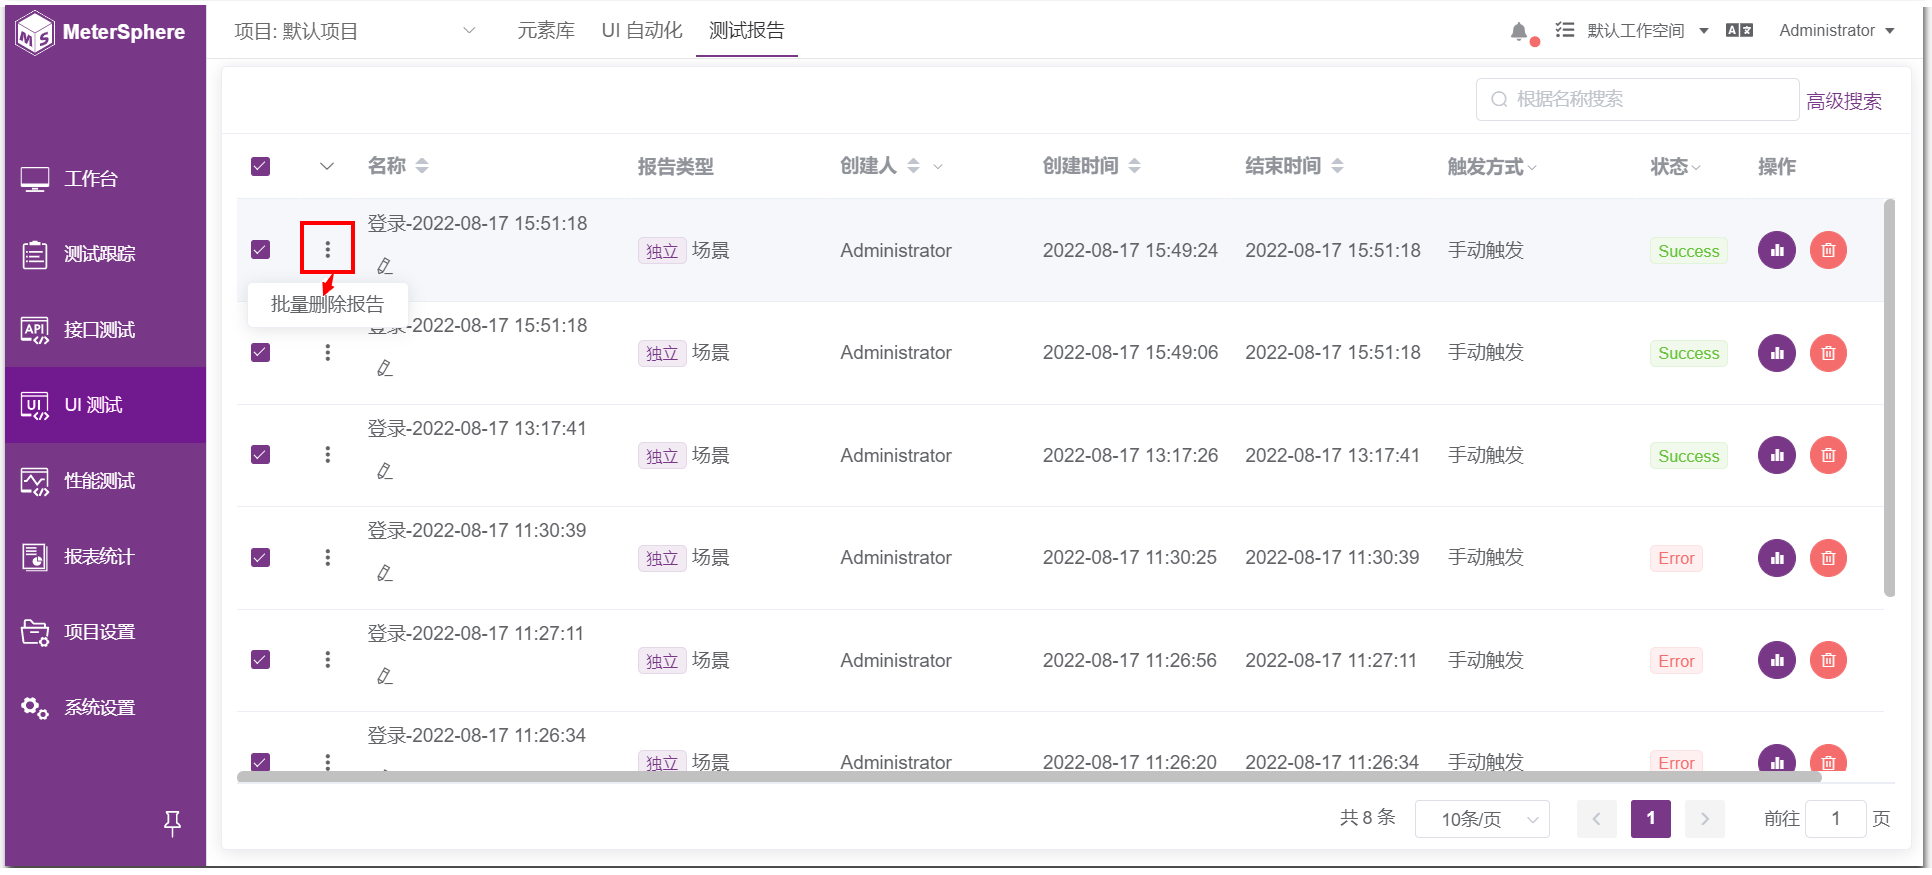 MeterSphere
项目: 默认项目
元素库
UI 自动化
测试报告
默认工作空间
Administrator
工作台
测试跟踪
接口测试
UI 测试
性能测试
报表统计
项目设置
系统设置
根据名称搜索
高级搜索
名称 报告类型 创建人 创建时间 结束时间 触发方式 状态 操作
登录-2022-08-17 15:51:18
独立 场景 Administrator 2022-08-17 15:49:24 2022-08-17 15:51:18 手动触发 Success
批量删除报告
登录-2022-08-17 15:51:18
独立 场景 Administrator 2022-08-17 15:49:06 2022-08-17 15:51:18 手动触发 Success
登录-2022-08-17 13:17:41
独立 场景 Administrator 2022-08-17 13:17:26 2022-08-17 13:17:41 手动触发 Success
登录-2022-08-17 11:30:39
独立 场景 Administrator 2022-08-17 11:30:25 2022-08-17 11:30:39 手动触发 Error
登录-2022-08-17 11:27:11
独立 场景 Administrator 2022-08-17 11:26:56 2022-08-17 11:27:11 手动触发 Error
登录-2022-08-17 11:26:34
独立 场景 Administrator 2022-08-17 11:26:20 2022-08-17 11:26:34 手动触发 Error
共 8 条 10条/页 1 前往 1 页